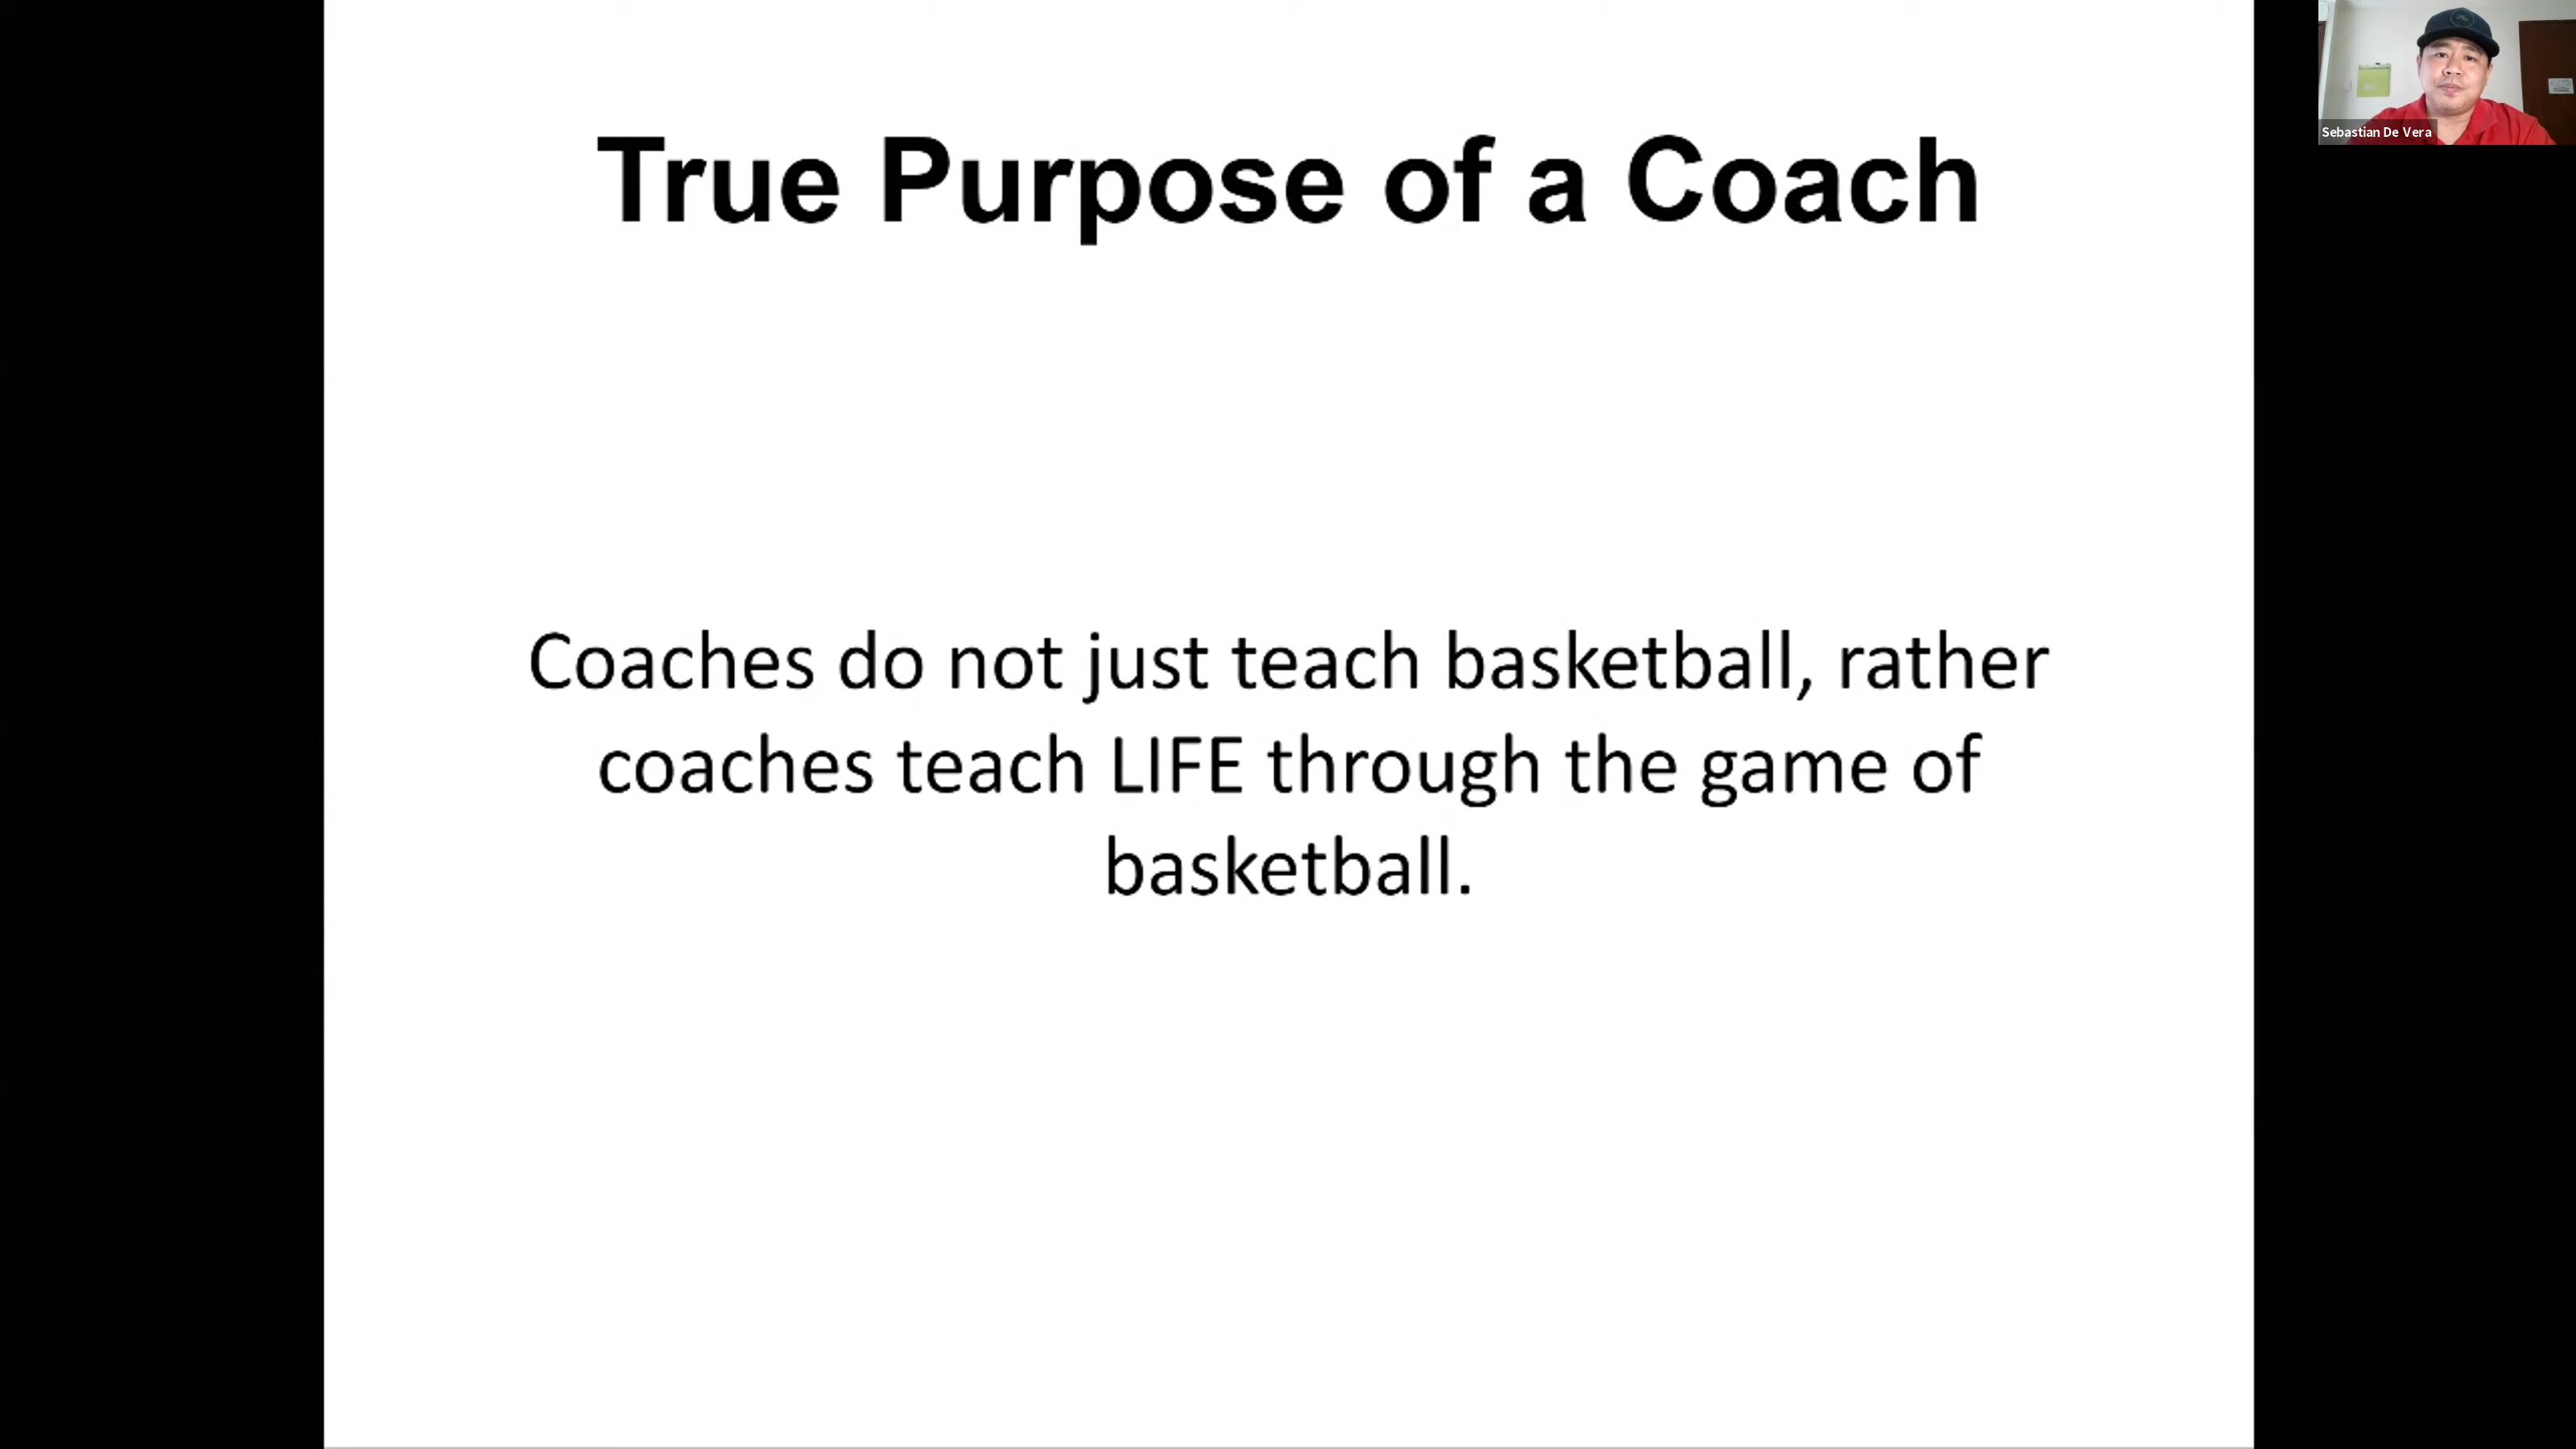 True Purpose of a Coach
Sebastian De Vera
Coaches do not just teach basketball, rather
coaches teach LIFE through the game of
basketball.